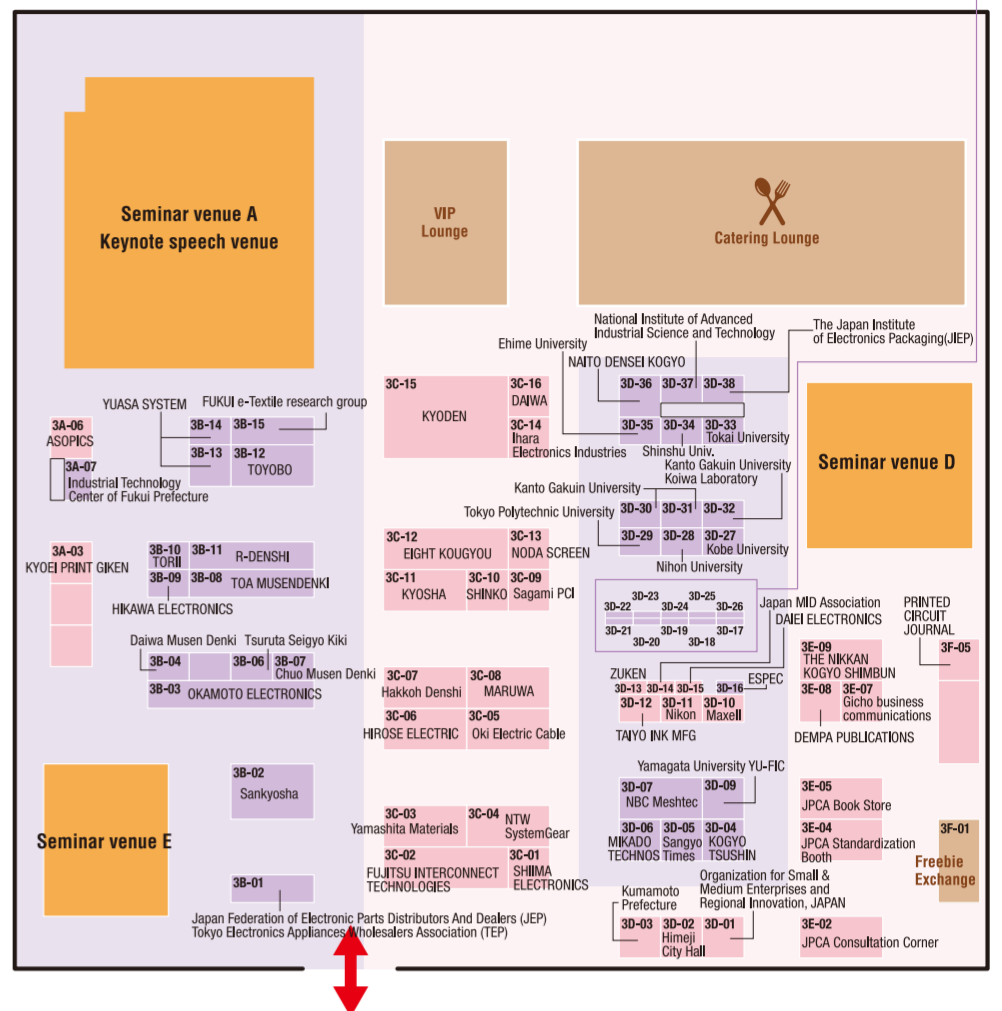 Seminar venue A
Keynote speech venue
VIP
Lounge
Catering Lounge
National Institute of Advanced
Industrial Science and Technology
The Japan Institute
of Electronics Packaging(JIEP)
Ehime University
NAITO DENSEI KOGYO
3D-36
3D-37
3D-38
3D-35
3D-34
3D-33
Tokai University
Shinshu Univ.
Kanto Gakuin University
Koiwa Laboratory
Kanto Gakuin University
Tokyo Polytechnic University
3D-30
3D-31
3D-32
3D-29
3D-28
3D-27
Kobe University
Nihon University
Seminar venue D
3C-15
KYODEN
3C-16
DAIWA
3C-14
Ihara
Electronics Industries
YUASA SYSTEM
FUKUI e-Textile research group
3B-14
3B-15
3B-13
3B-12
TOYOBO
3A-06
ASOPICS
3A-07
Industrial Technology
Center of Fukui Prefecture
3A-03
KYOEI PRINT GIKEN
3B-10
TORII
3B-11
R-DENSHI
3B-09
3B-08
TOA MUSENDENKI
HIKAWA ELECTRONICS
3C-12
EIGHT KOUGYOU
3C-13
NODA SCREEN
3C-11
KYOSHA
3C-10
SHINKO
3C-09
Sagami PCI
3D-23
3D-25
3D-22
3D-24
3D-26
3D-21
3D-19
3D-17
3D-20
3D-18
Japan MID Association
DAIEI ELECTRONICS
PRINTED
CIRCUIT
JOURNAL
Daiwa Musen Denki
Tsuruta Seigyo Kiki
3B-04
3B-06
3B-07
Chuo Musen Denki
3B-03
OKAMOTO ELECTRONICS
3C-07
Hakkoh Denshi
3C-08
MARUWA
3C-06
HIROSE ELECTRIC
3C-05
Oki Electric Cable
ZUKEN
ESPEC
3D-13
3D-14
3D-15
3D-16
3D-12
3D-11
Nikon
3D-10
Maxell
TAIYO INK MFG
3E-09
THE NIKKAN
KOGYO SHIMBUN
3E-08
3E-07
Gicho business
communications
DEMPA PUBLICATIONS
3F-05
Yamagata University YU-FIC
3B-02
Sankyosha
Seminar venue E
3C-03
Yamashita Materials
3C-04
NTW
SystemGear
3C-02
FUJITSU INTERCONNECT
TECHNOLOGIES
3C-01
SHIIMA
ELECTRONICS
3D-07
NBC Meshtec
3D-09
3D-06
MIKADO
TECHNOS
3D-05
Sangyo
Times
3D-04
KOGYO
TSUSHIN
3E-05
JPCA Book Store
3E-04
JPCA Standardization
Booth
3F-01
Freebie
Exchange
3B-01
Japan Federation of Electronic Parts Distributors And Dealers (JEP)
Tokyo Electronics Appliances Wholesalers Association (TEP)
Kumamoto
Prefecture
Organization for Small &
Medium Enterprises and
Regional Innovation, JAPAN
3D-03
3D-02
Himeji
City Hall
3D-01
3E-02
JPCA Consultation Corner